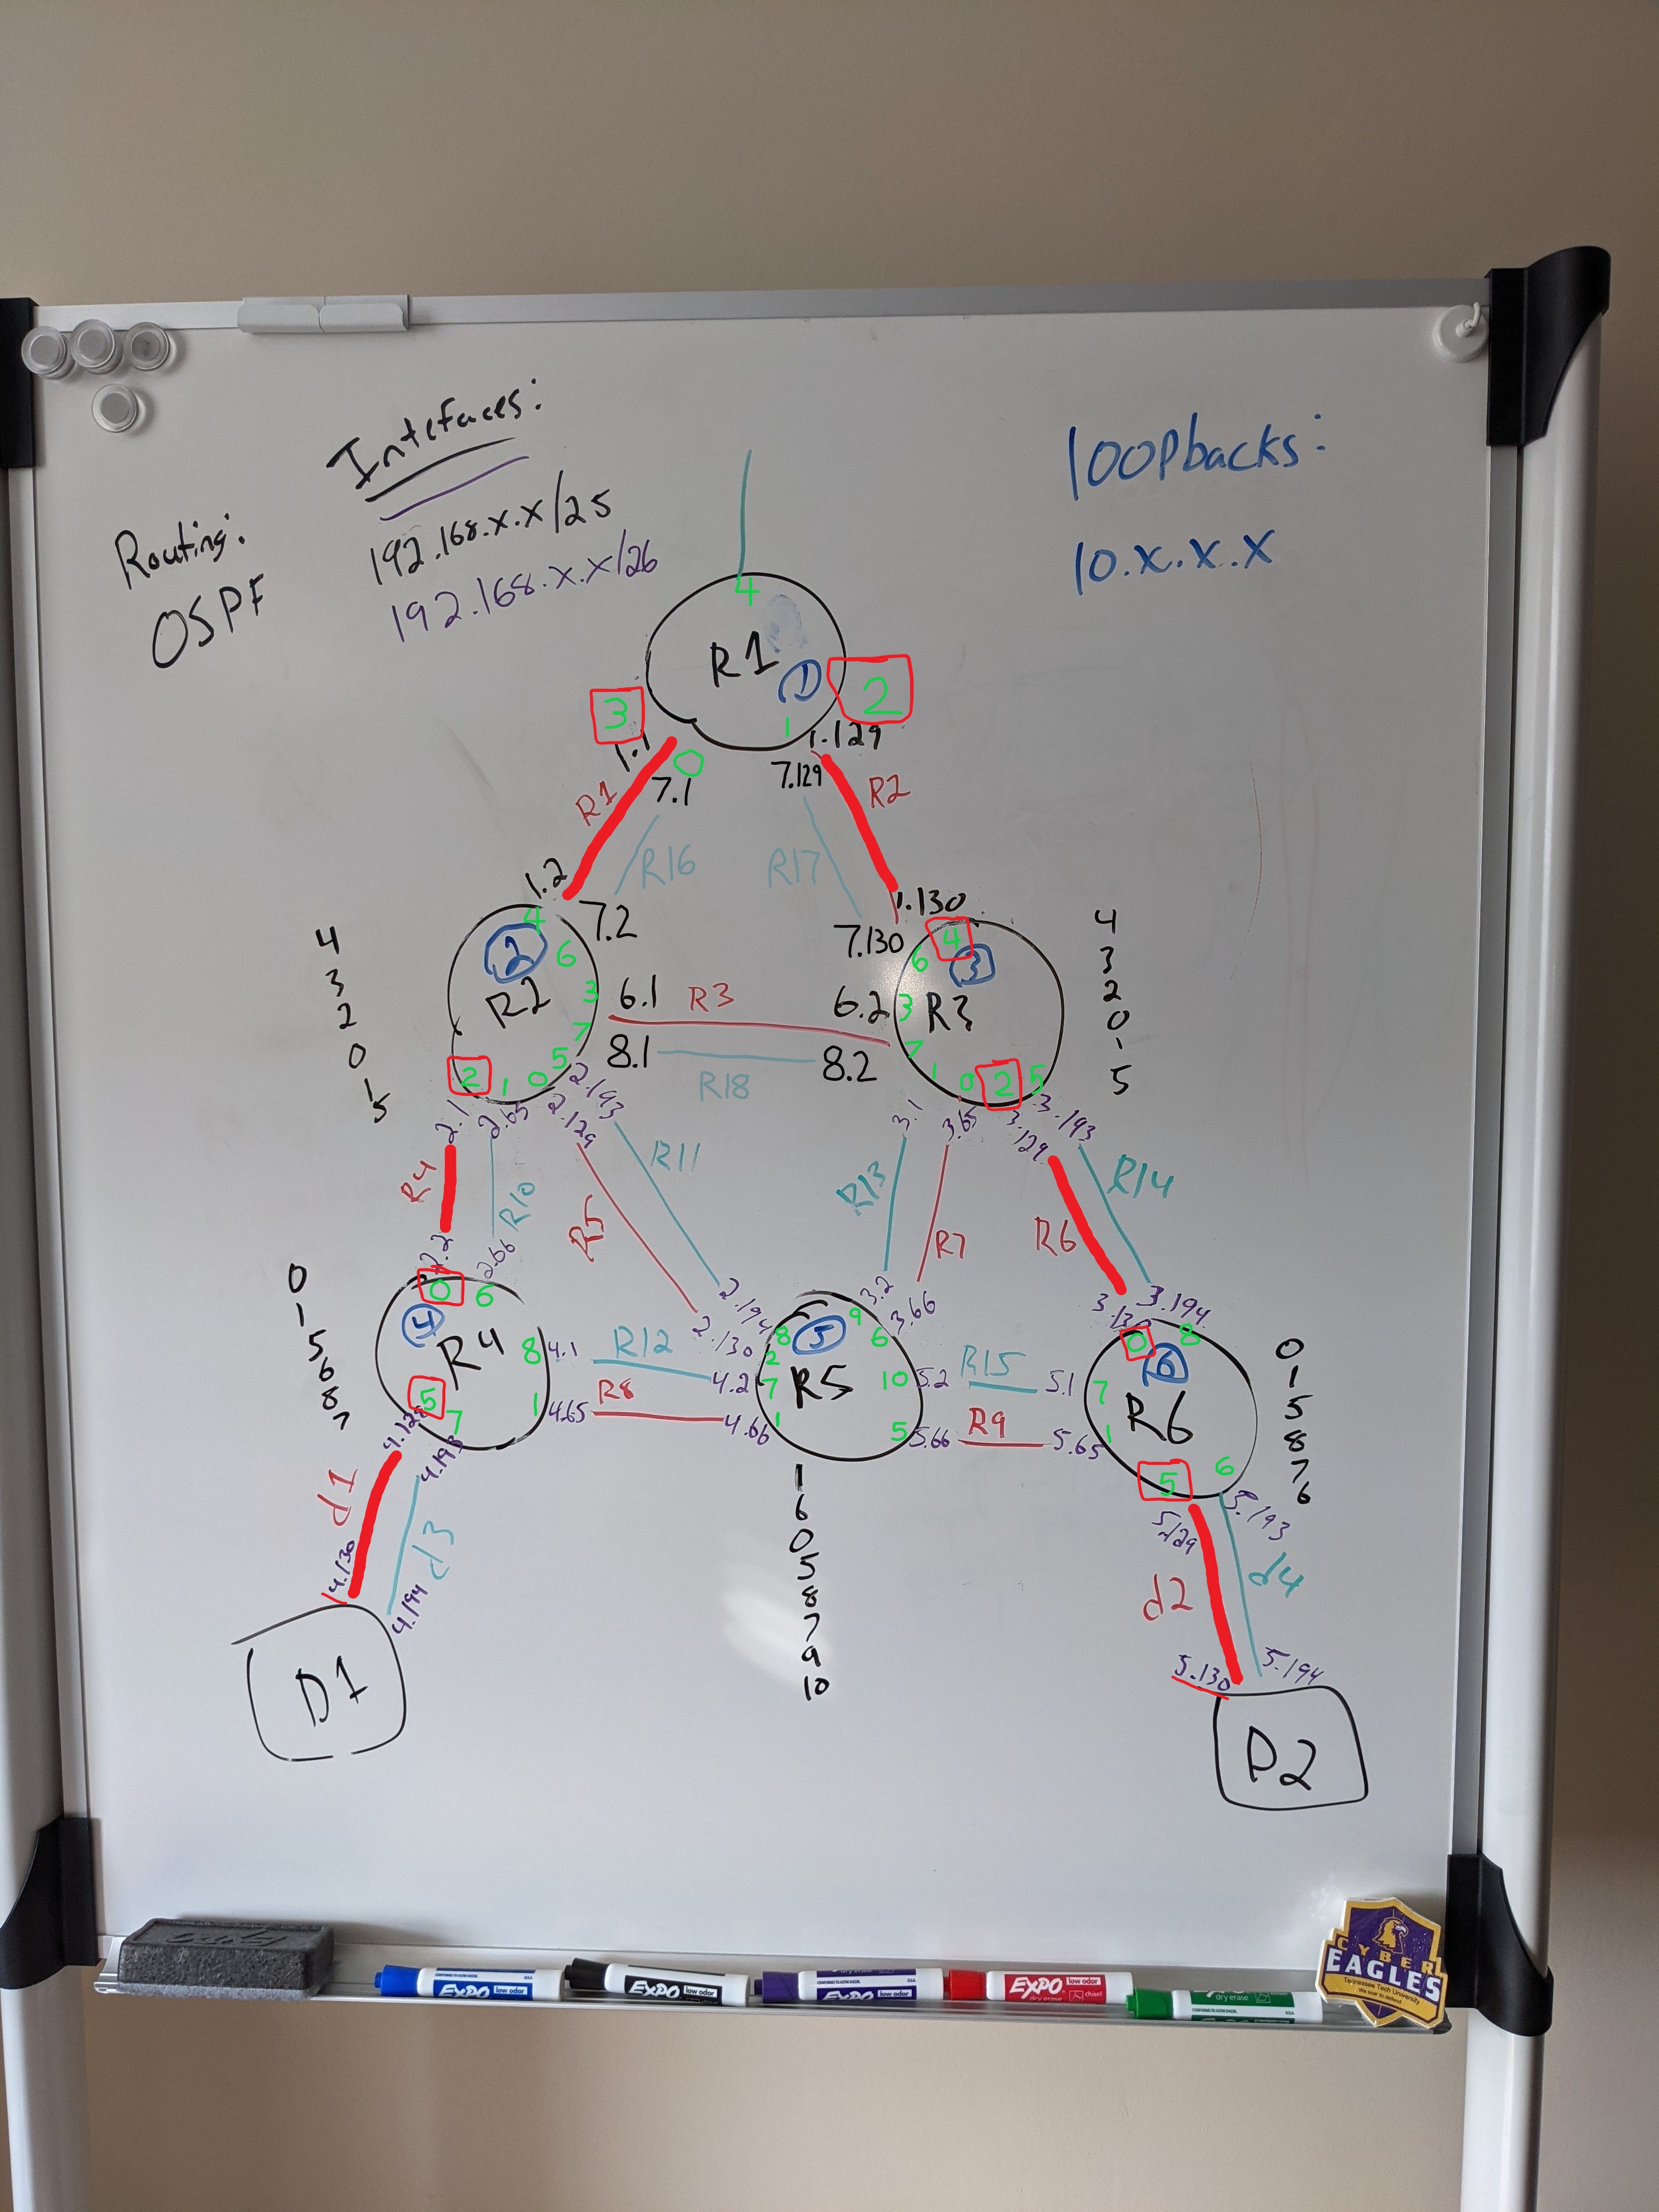 Intefaces:
loopbacks:
Routing:
OSPF
192.168.x.x/25
192.168.x.x/26
10.x.x.x
4
R1
1
3
2
1
1.1
0
7.1
7.129
1.129
R1
R16
R17
R2
1.2
7.2
7.130
1.130
4
3
2
0
1
5
4
2
6
R2
3
7
5
2
1
0
6.1
R3
6.2
8.1
R18
8.2
4
6
3
3
R3
7
1
0
2
5
4
3
2
0
1
5
2.1
2.65
2.129
2.193
3.1
3.65
3.129
3.193
R4
R10
R5
R11
R13
R7
R6
R14
2.2
2.66
2.130
2.194
3.2
3.66
3.130
3.194
0
1
5
6
8
7
0
6
4
R4
8
5
7
1
4.1
R12
4.2
4.65
R8
4.66
8
5
9
2
6
7
R5
10
1
5
5.2
R15
5.1
5.66
R9
5.65
0
8
6
7
R6
1
5
6
0
1
5
8
7
6
4.193
d1
d3
4.130
4.194
D1
1
6
0
5
8
7
9
10
5.129
5.193
d2
d4
5.130
5.194
D2
EXPO low odor
EXPO low odor
EXPO low odor
EXPO low odor
dry erase chisel
dry erase
CYBER
EAGLES
Tennessee Tech University